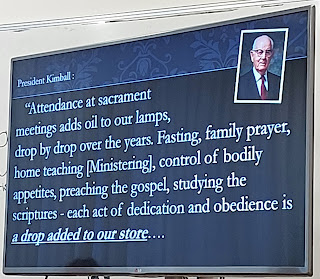 President Kimball :
“Attendance at sacrament
meetings adds oil to our lamps,
drop by drop over the years. Fasting, family prayer,
home teaching [Ministering], control of bodily
appetites, preaching the gospel, studying the
scriptures - each act of dedication and obedience is
a drop added to our store….